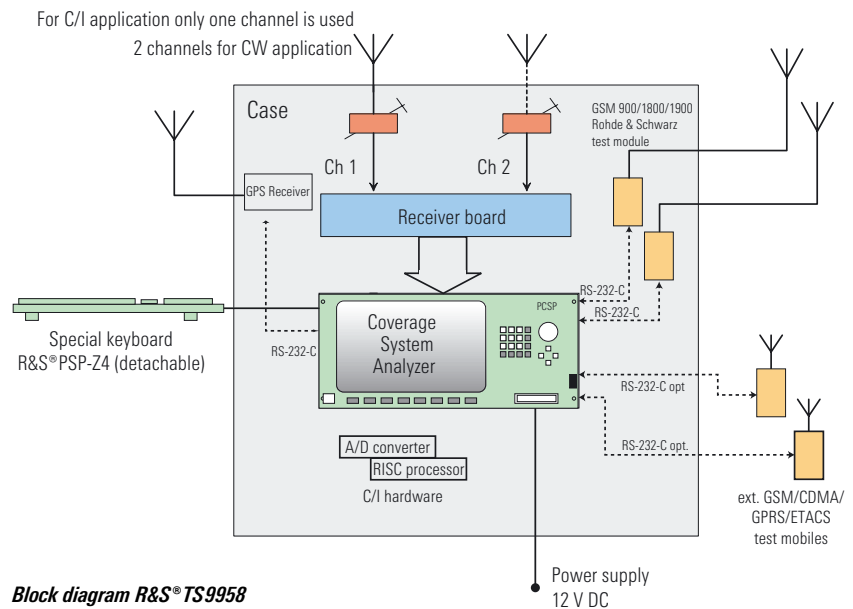 For C/I application only one channel is used
2 channels for CW application
Case
GSM 900/1800/1900
Rohde & Schwarz
test module
Ch 1
Ch 2
GPS Receiver
Receiver board
RS-232-C
RS-232-C
PCSP
Coverage
System
Analyzer
Special keyboard
R&S®PSP-Z4 (detachable)
RS-232-C
RS-232-C opt
RS-232-C opt.
A/D converter
RISC processor
C/I hardware
ext. GSM/CDMA/
GPRS/ETACS
test mobiles
Power supply
12 V DC
Block diagram R&S®TS9958